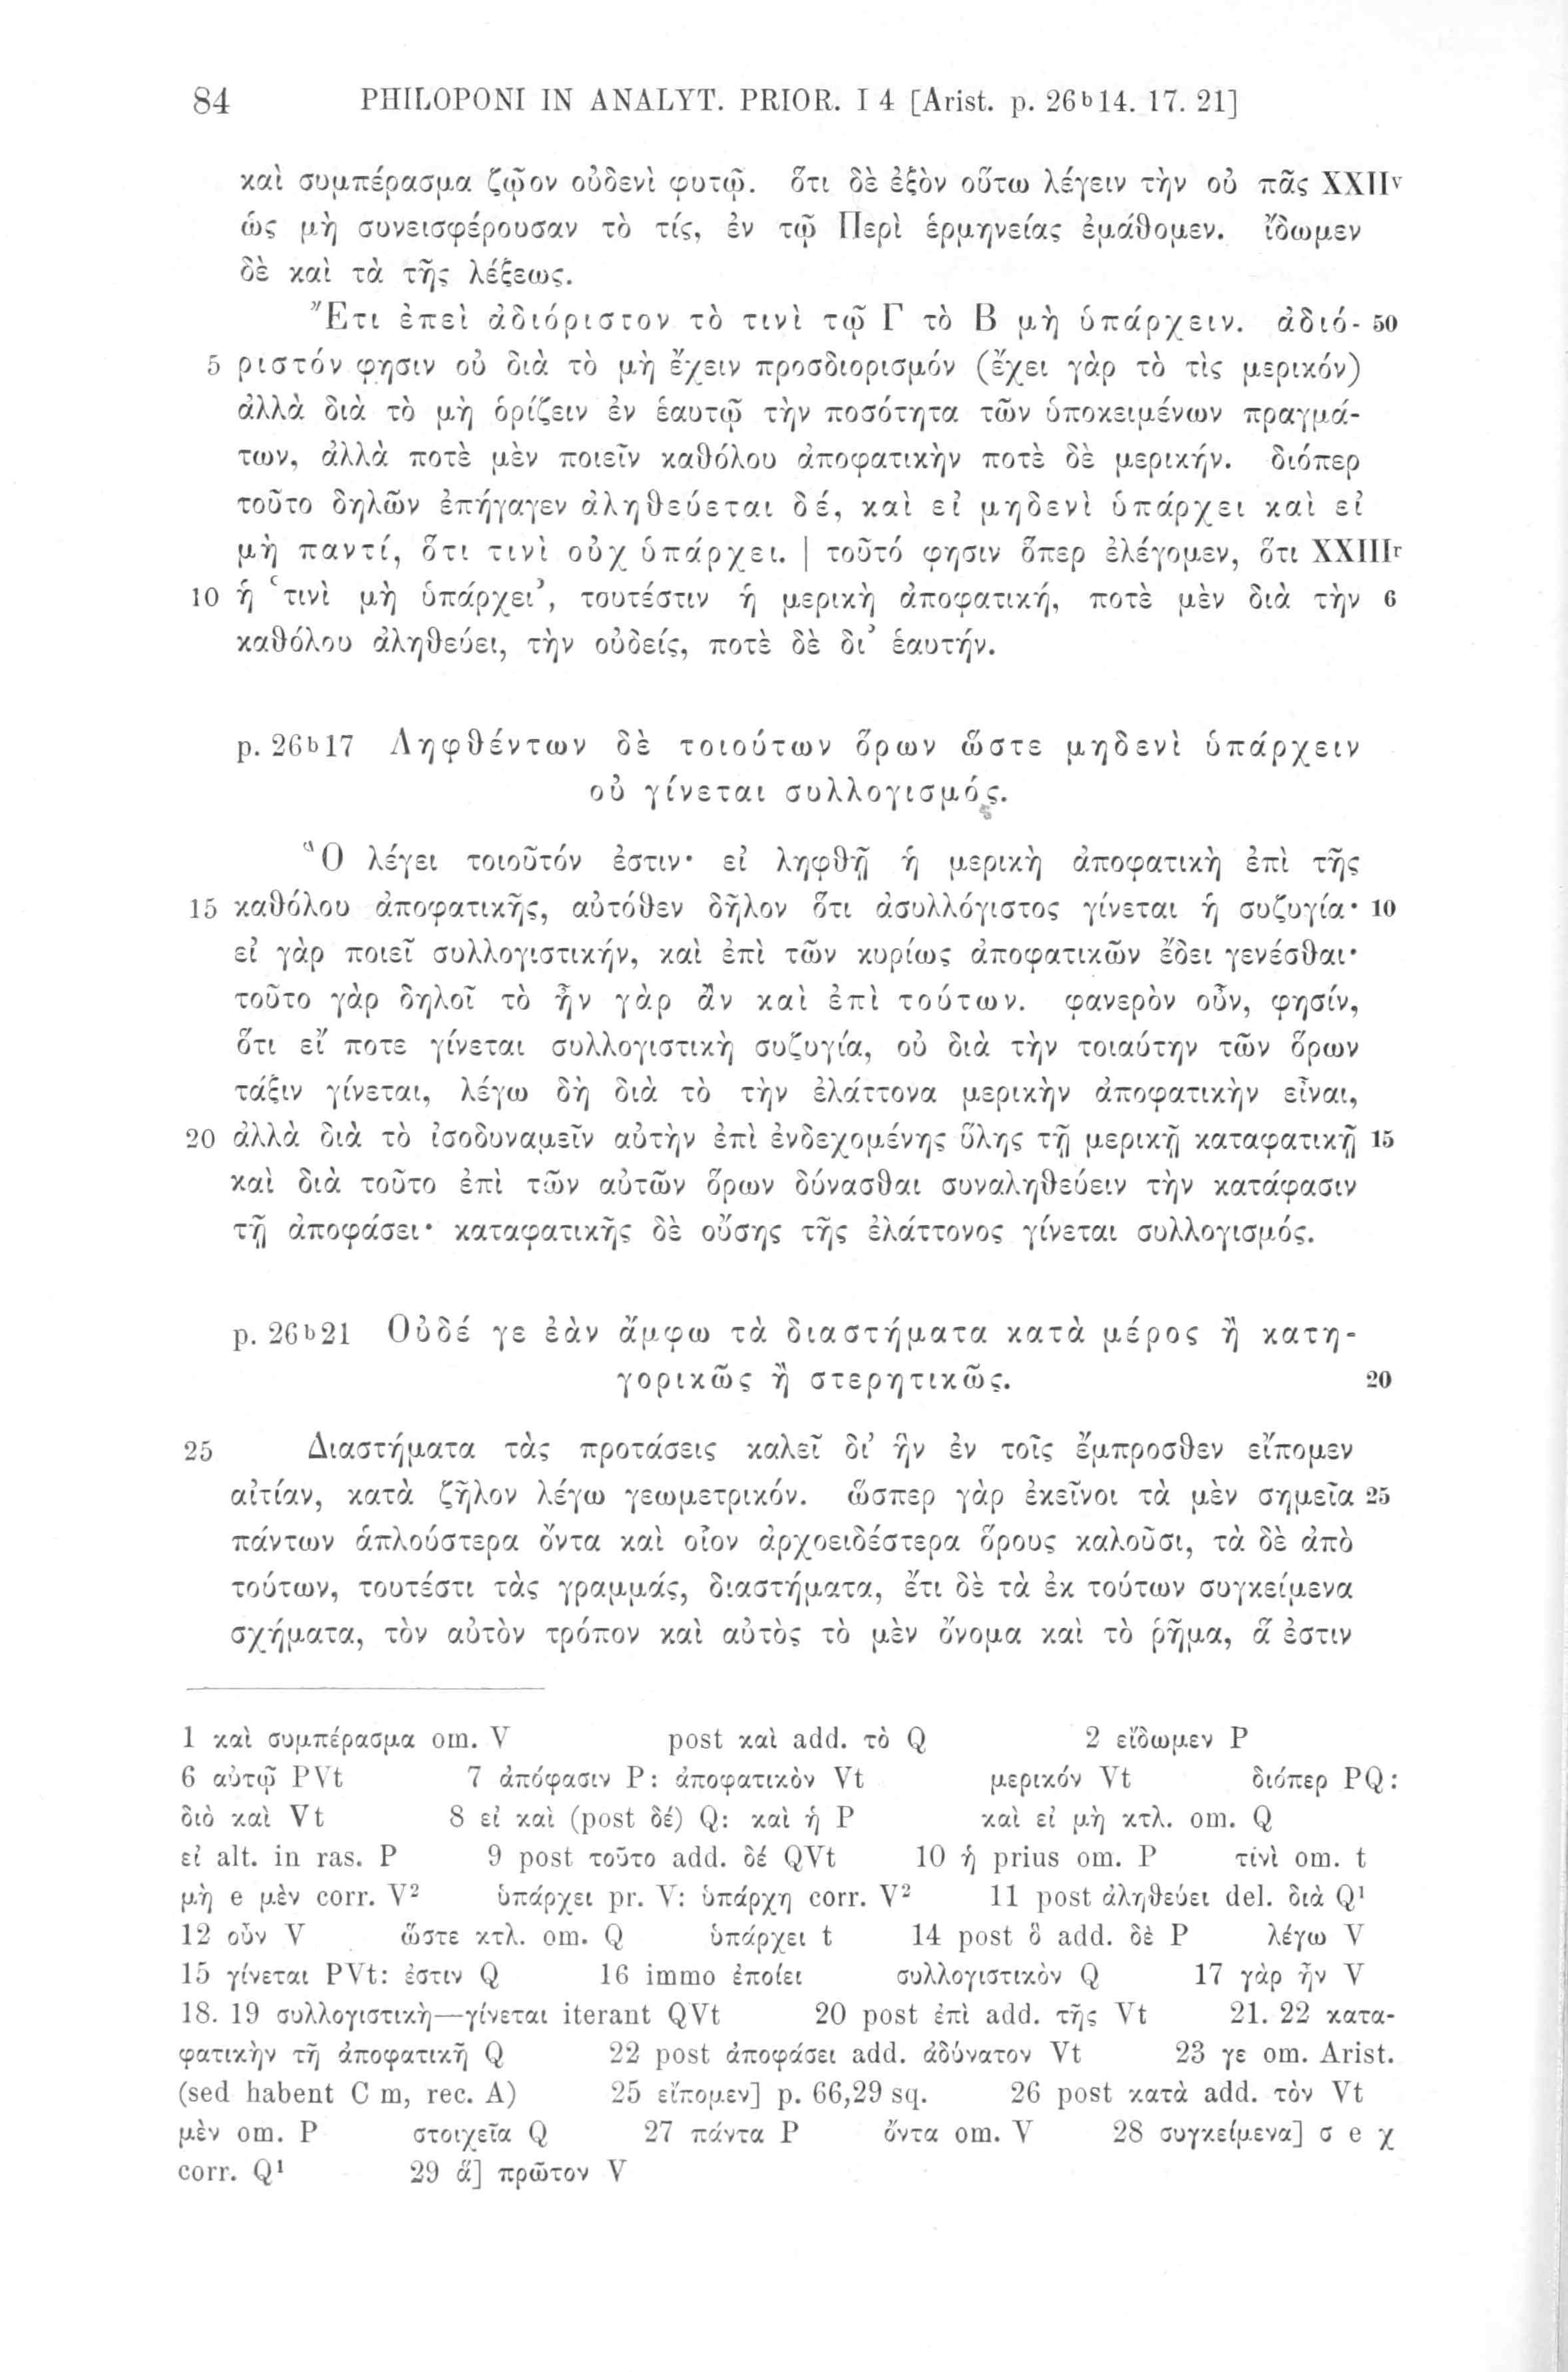 84 PHILOPONI IN ANALYT. PRIOR. I 4 [Arist. p. 26ᵇ14. 17. 21]
καὶ συμπέρασμα ζῷον οὐδενὶ φυτῷ. ὅτι δὲ ἐξὸν οὕτω λέγειν τὴν οὐ πᾶς XXIIᵛ
ὡς μὴ συνεισφέρουσαν τὸ τίς, ἐν τῷ Περὶ ἑρμηνείας ἐμάθομεν. ἴδωμεν
δὲ καὶ τὰ τῆς λέξεως.
Ἔτι ἐπεὶ ἀδιόριστον τὸ τινὶ τῷ Γ τὸ Β μὴ ὑπάρχειν. ἀδιό- 50
5 ριστόν φησιν οὐ διὰ τὸ μὴ ἔχειν προσδιορισμόν (ἔχει γὰρ τὸ τὶς μερικόν)
ἀλλὰ διὰ τὸ μὴ ὁρίζειν ἐν ἑαυτῷ τὴν ποσότητα τῶν ὑποκειμένων πραγμά-
των, ἀλλὰ ποτὲ μὲν ποιεῖν καθόλου ἀποφατικὴν ποτὲ δὲ μερικήν. διόπερ
τοῦτο δηλῶν ἐπήγαγεν ἀληθεύεται δέ, καὶ εἰ μηδενὶ ὑπάρχει καὶ εἰ
μὴ παντί, ὅτι τινὶ οὐχ ὑπάρχει. | τοῦτό φησιν ὅπερ ἐλέγομεν, ὅτι XXIIIʳ
10 ἡ ‘τινὶ μὴ ὑπάρχει’, τουτέστιν ἡ μερικὴ ἀποφατική, ποτὲ μὲν διὰ τὴν 6
καθόλου ἀληθεύει, τὴν οὐδείς, ποτὲ δὲ δι’ ἑαυτήν.
p. 26ᵇ17 Ληφθέντων δὲ τοιούτων ὅρων ὥστε μηδενὶ ὑπάρχειν
οὐ γίνεται συλλογισμός.
Ὃ λέγει τοιοῦτόν ἐστιν· εἰ ληφθῇ ἡ μερικὴ ἀποφατικὴ ἐπὶ τῆς
15 καθόλου ἀποφατικῆς, αὐτόθεν δῆλον ὅτι ἀσυλλόγιστος γίνεται ἡ συζυγία· 10
εἰ γὰρ ποιεῖ συλλογιστικήν, καὶ ἐπὶ τῶν κυρίως ἀποφατικῶν ἔδει γενέσθαι·
τοῦτο γὰρ δηλοῖ τὸ ἦν γὰρ ἂν καὶ ἐπὶ τούτων. φανερὸν οὖν, φησίν,
ὅτι εἴ ποτε γίνεται συλλογιστικὴ συζυγία, οὐ διὰ τὴν τοιαύτην τῶν ὅρων
τάξιν γίνεται, λέγω δὴ διὰ τὸ τὴν ἐλάττονα μερικὴν ἀποφατικὴν εἶναι,
20 ἀλλὰ διὰ τὸ ἰσοδυναμεῖν αὐτὴν ἐπὶ ἐνδεχομένης ὕλης τῇ μερικῇ καταφατικῇ 15
καὶ διὰ τοῦτο ἐπὶ τῶν αὐτῶν ὅρων δύνασθαι συναληθεύειν τὴν κατάφασιν
τῇ ἀποφάσει· καταφατικῆς δὲ οὔσης τῆς ἐλάττονος γίνεται συλλογισμός.
p. 26ᵇ21 Οὐδέ γε ἐὰν ἄμφω τὰ διαστήματα κατὰ μέρος ἢ κατη-
γορικῶς ἢ στερητικῶς. 20
25 Διαστήματα τὰς προτάσεις καλεῖ δι’ ἣν ἐν τοῖς ἔμπροσθεν εἴπομεν
αἰτίαν, κατὰ ζῆλον λέγω γεωμετρικόν. ὥσπερ γὰρ ἐκεῖνοι τὰ μὲν σημεῖα 25
πάντων ἁπλούστερα ὄντα καὶ οἷον ἀρχοειδέστερα ὅρους καλοῦσι, τὰ δὲ ἀπὸ
τούτων, τουτέστι τὰς γραμμάς, διαστήματα, ἔτι δὲ τὰ ἐκ τούτων συγκείμενα
σχήματα, τὸν αὐτὸν τρόπον καὶ αὐτὸς τὸ μὲν ὄνομα καὶ τὸ ῥῆμα, ἅ ἐστιν
1 καὶ συμπέρασμα om. V post καὶ add. τὸ Q 2 εἴδωμεν P
6 αὐτῷ PVt 7 ἀπόφασιν P: ἀποφατικὸν Vt μερικόν Vt διόπερ PQ:
διὸ καὶ Vt 8 εἰ καὶ (post δέ) Q: καὶ ἡ P καὶ εἰ μὴ κτλ. om. Q
εἰ alt. in ras. P 9 post τοῦτο add. δέ QVt 10 ἡ prius om. P τίνὶ om. t
μὴ e μὲν corr. V² ὑπάρχει pr. V: ὑπάρχῃ corr. V² 11 post ἀληθεύει del. διὰ Q¹
12 οὖν V ὥστε κτλ. om. Q ὑπάρχει t 14 post ὃ add. δὲ P λέγω V
15 γίνεται PVt: ἐστιν Q 16 immo ἐποίει συλλογιστικὸν Q 17 γὰρ ἦν V
18. 19 συλλογιστικὴ—γίνεται iterant QVt 20 post ἐπὶ add. τῆς Vt 21. 22 κατα-
φατικὴν τῇ ἀποφατικῇ Q 22 post ἀποφάσει add. ἀδύνατον Vt 23 γε om. Arist.
(sed habent C m, rec. A) 25 εἴπομεν] p. 66,29 sq. 26 post κατὰ add. τὸν Vt
μὲν om. P στοιχεῖα Q 27 πάντα P ὄντα om. V 28 συγκείμενα] σ e χ
corr. Q¹ 29 ἅ] πρῶτον V